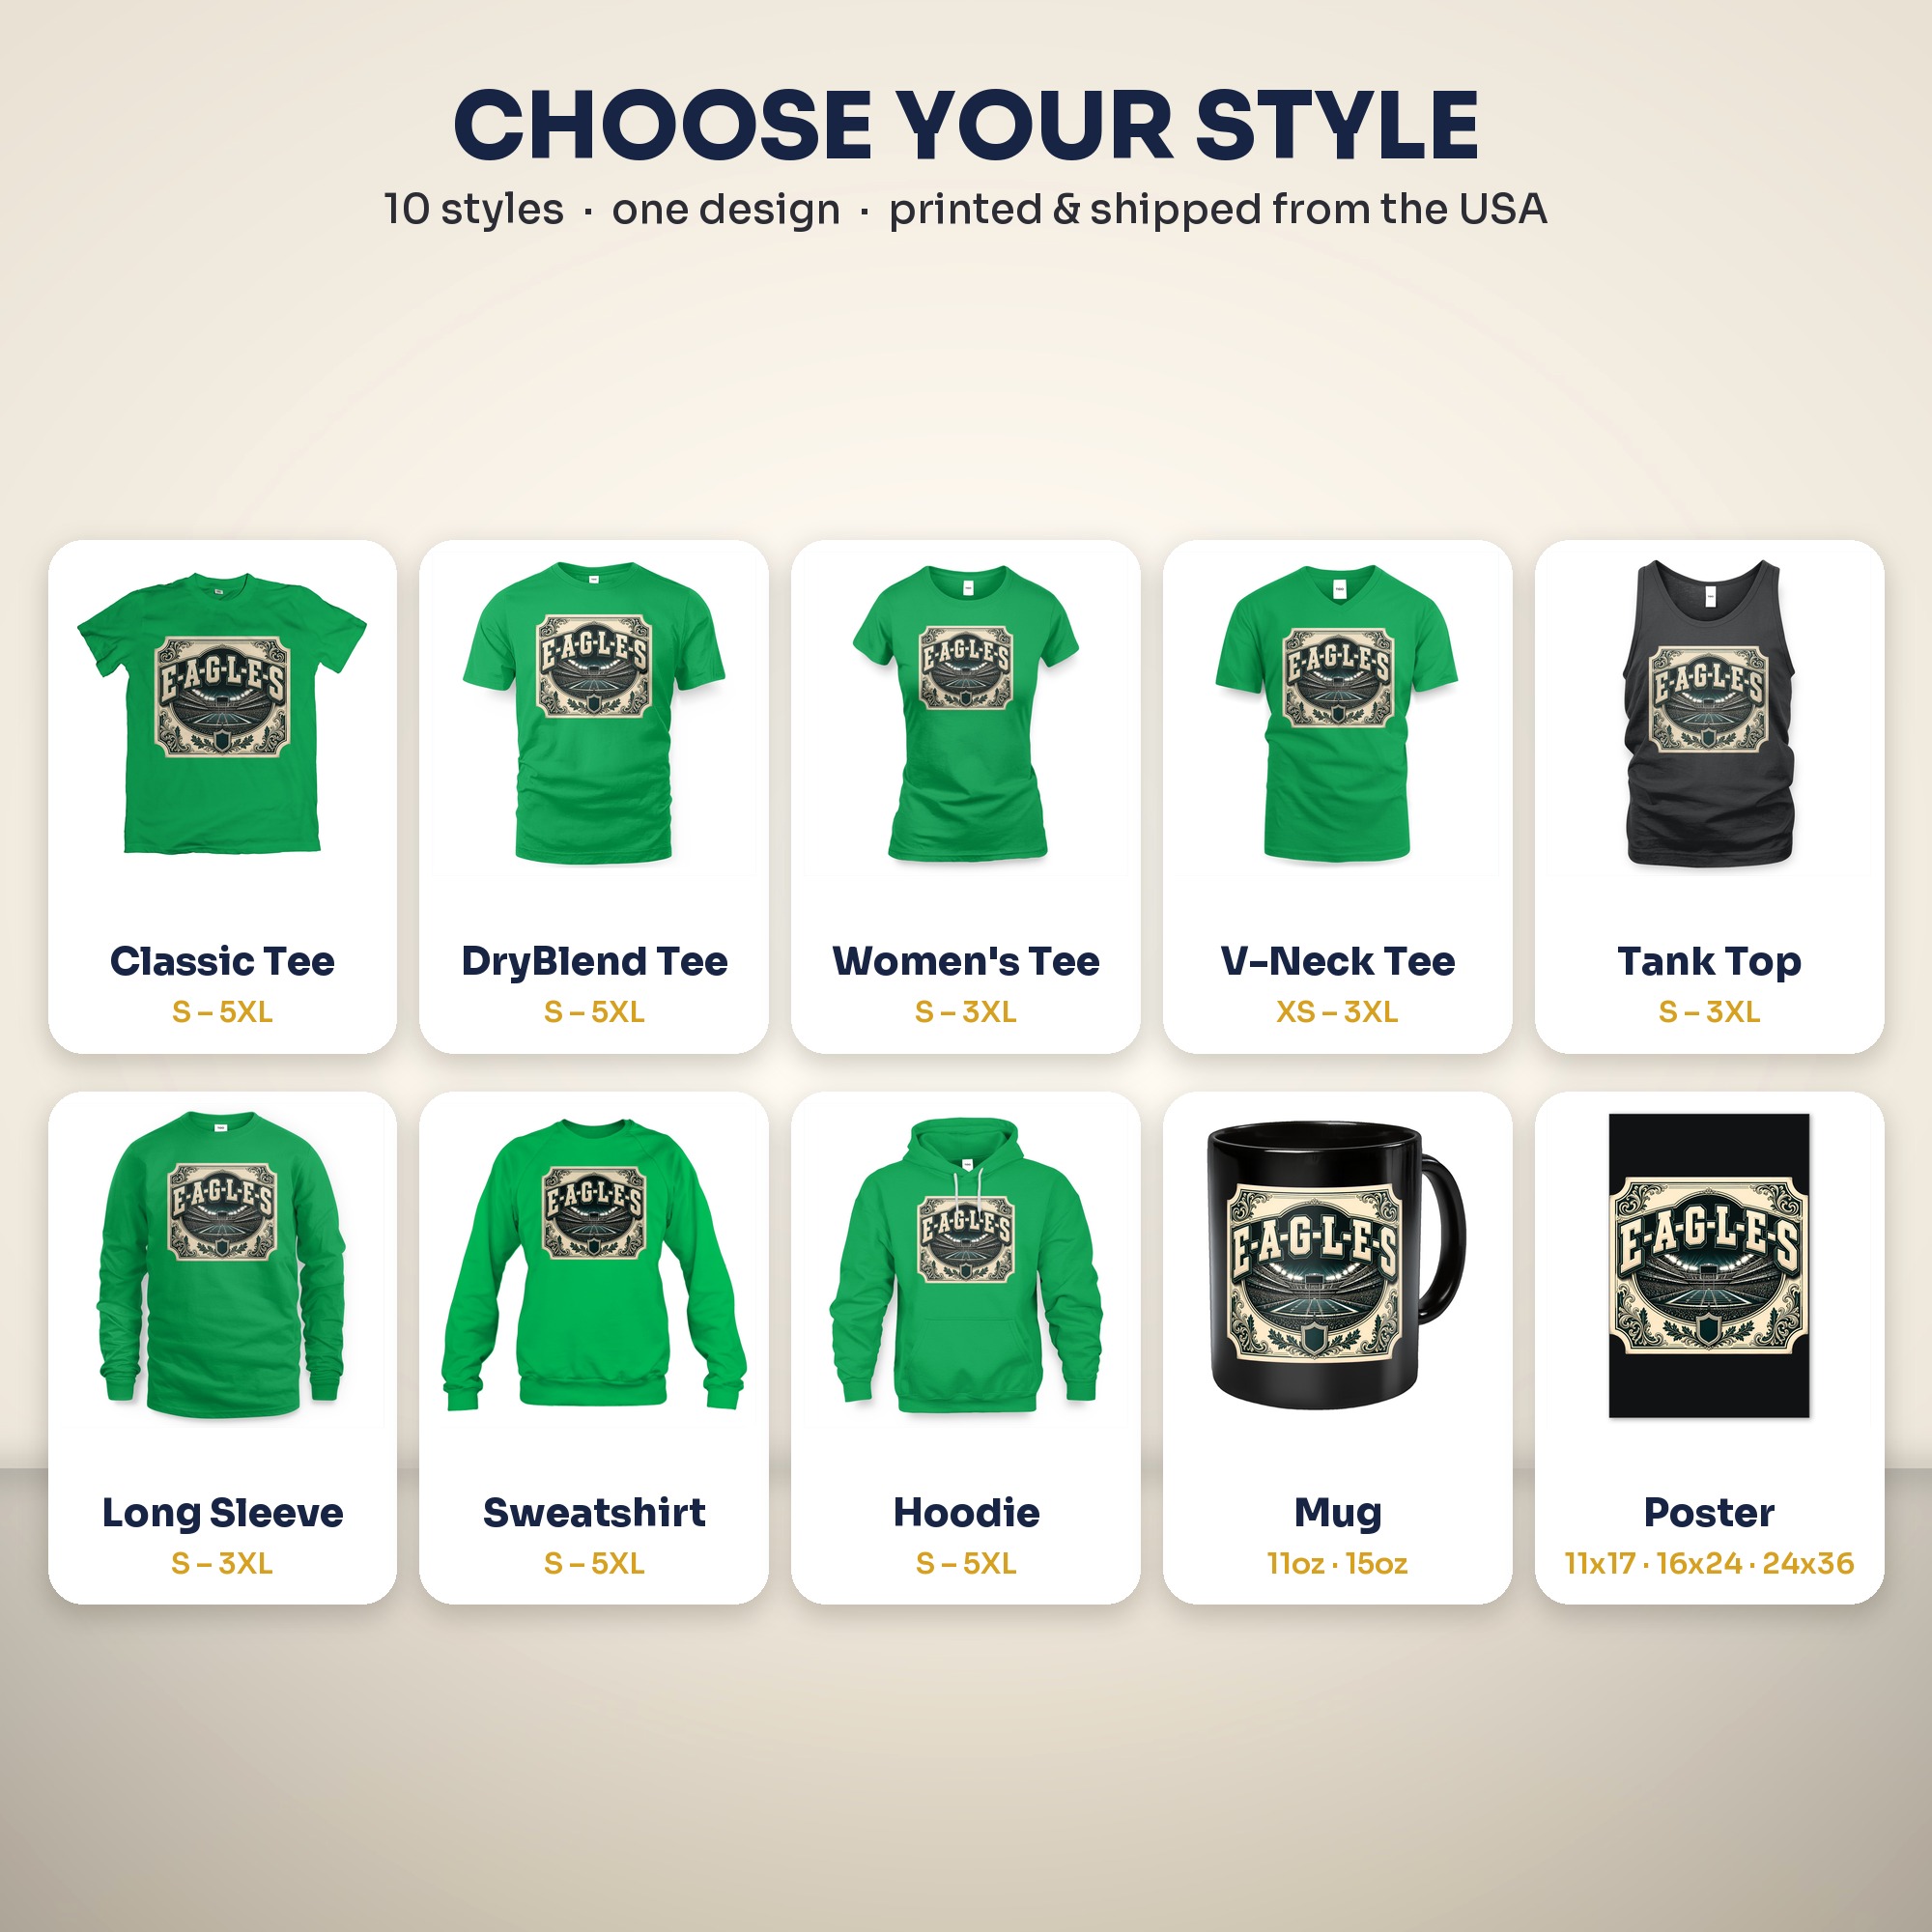 CHOOSE YOUR STYLE
10 styles · one design · printed & shipped from the USA
E-A-G-L-E-S
E-A-G-L-E-S
E-A-G-L-E-S
E-A-G-L-E-S
E-A-G-L-E-S
Classic Tee
DryBlend Tee
Women's Tee
V-Neck Tee
Tank Top
S – 5XL
S – 5XL
S – 3XL
XS – 3XL
S – 3XL
E-A-G-L-E-S
E-A-G-L-E-S
E-A-G-L-E-S
E-A-G-L-E-S
E-A-G-L-E-S
Long Sleeve
Sweatshirt
Hoodie
Mug
Poster
S – 3XL
S – 5XL
S – 5XL
11oz · 15oz
11x17 · 16x24 · 24x36